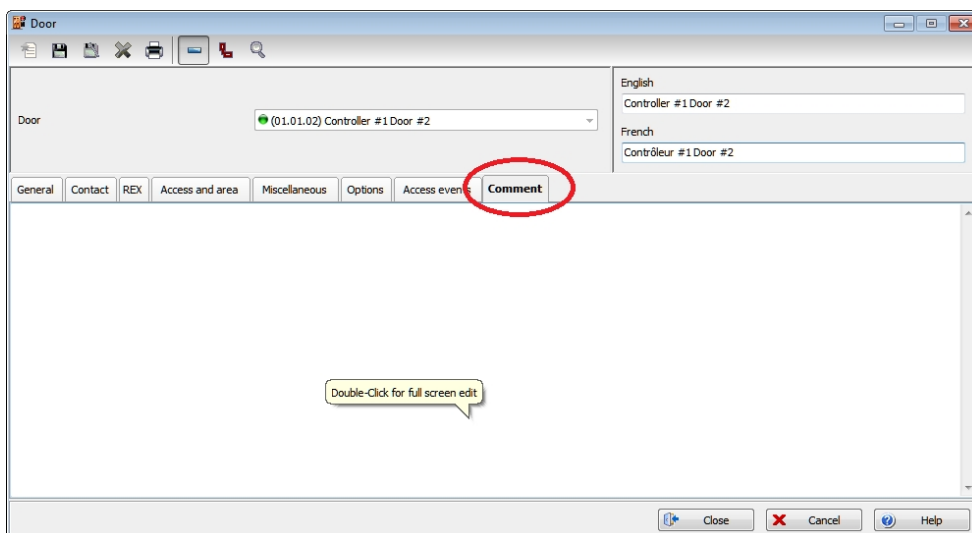 Door
English
Controller #1 Door #2
Door
(01.01.02) Controller #1 Door #2
French
Contrôleur #1 Door #2
General Contact REX Access and area Miscellaneous Options Access events Comment
Double-Click for full screen edit
Close Cancel Help